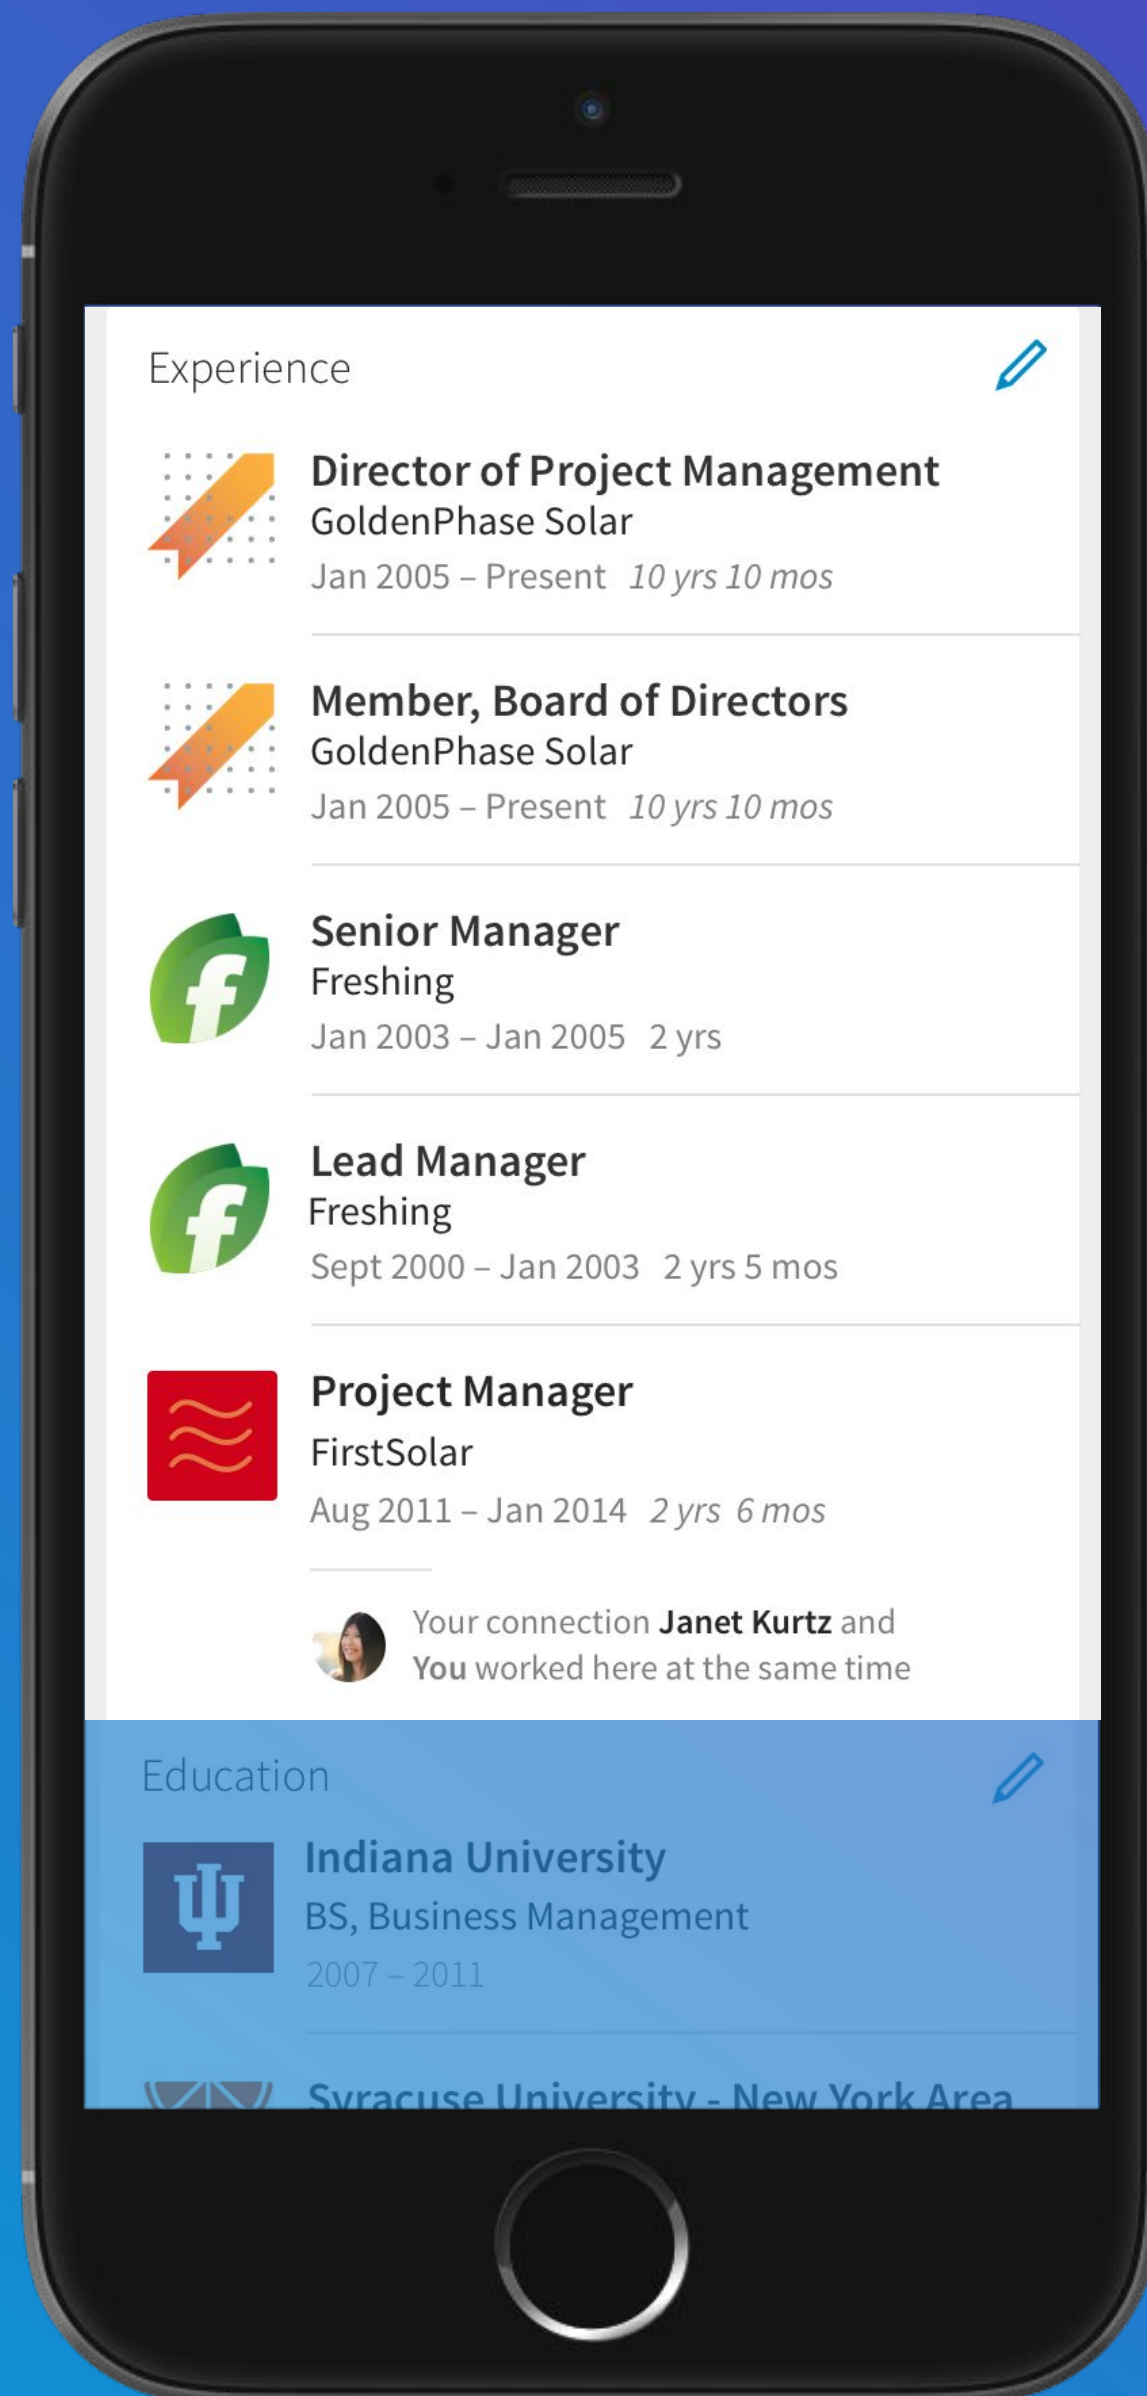 Experience
Director of Project Management
GoldenPhase Solar
Jan 2005 – Present 10 yrs 10 mos
Member, Board of Directors
GoldenPhase Solar
Jan 2005 – Present 10 yrs 10 mos
f
Senior Manager
Freshing
Jan 2003 – Jan 2005 2 yrs
f
Lead Manager
Freshing
Sept 2000 – Jan 2003 2 yrs 5 mos
Project Manager
FirstSolar
Aug 2011 – Jan 2014 2 yrs 6 mos
Your connection Janet Kurtz and
You worked here at the same time
Education
Indiana University
BS, Business Management
2007 – 2011
Syracuse University - New York Area